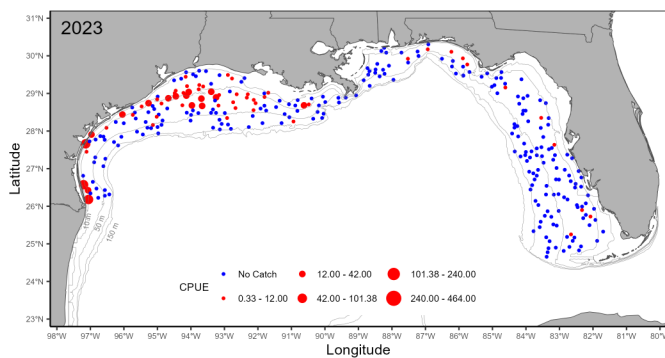 2023
31°N
30°N
29°N
28°N
27°N
26°N
25°N
24°N
23°N
Latitude
10 m
50 m
150 m
CPUE
No Catch
12.00 - 42.00
101.38 - 240.00
0.33 - 12.00
42.00 - 101.38
240.00 - 464.00
98°W 97°W 96°W 95°W 94°W 93°W 92°W 91°W 90°W 89°W 88°W 87°W 86°W 85°W 84°W 83°W 82°W 81°W 80°W
Longitude